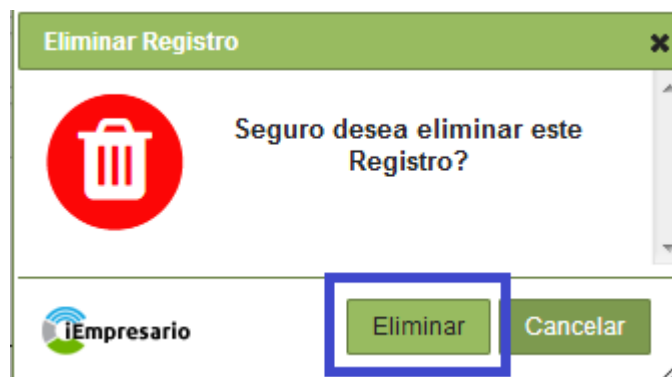 Eliminar Registro
Seguro desea eliminar este
Registro?
iEmpresario
Eliminar
Cancelar